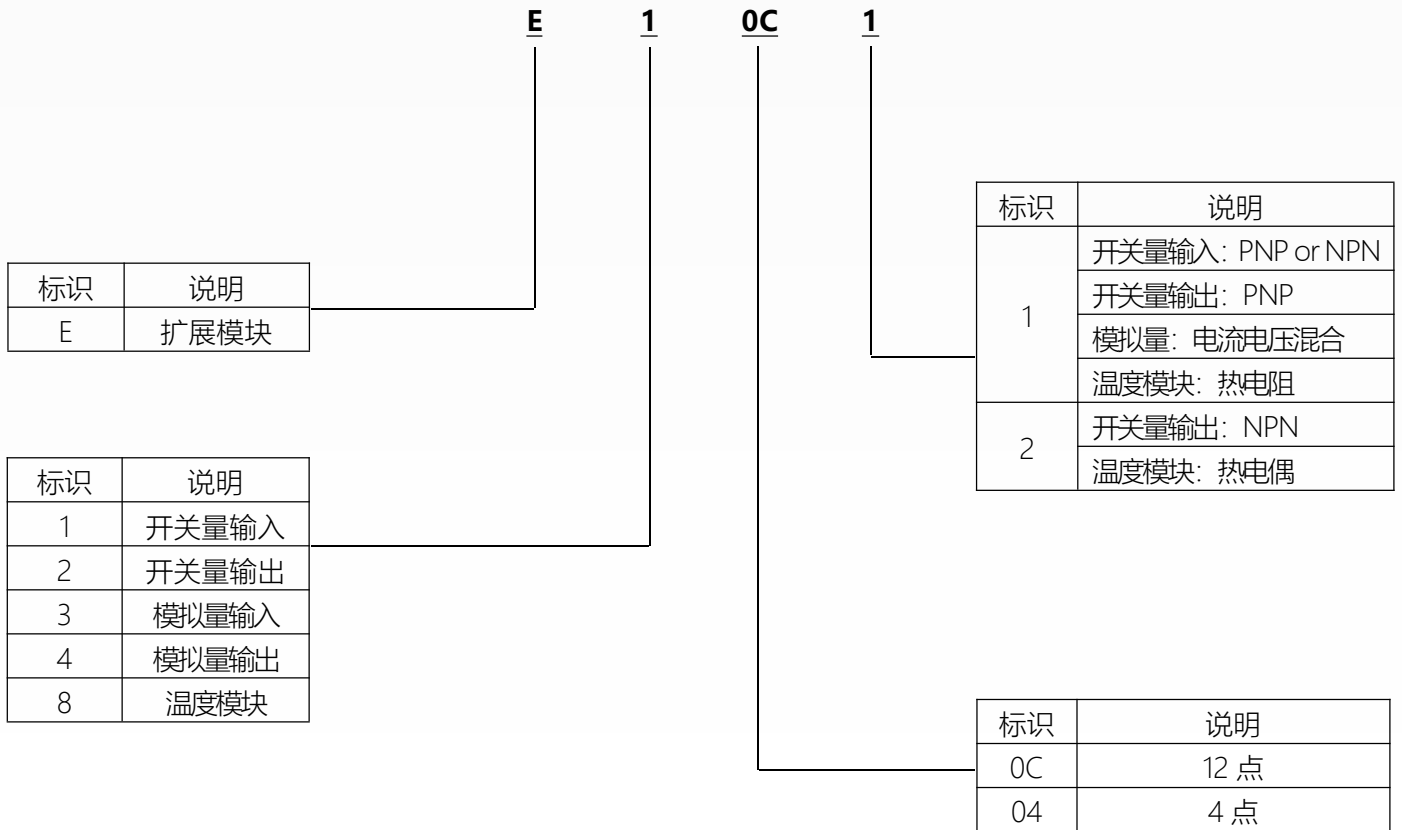 E 1 0C 1
标识 说明
E 扩展模块
标识 说明
1 开关量输入
2 开关量输出
3 模拟量输入
4 模拟量输出
8 温度模块
标识 说明
1
开关量输入: PNP or NPN
开关量输出: PNP
模拟量: 电流电压混合
温度模块: 热电阻
2
开关量输出: NPN
温度模块: 热电偶
标识 说明
0C 12 点
04 4 点